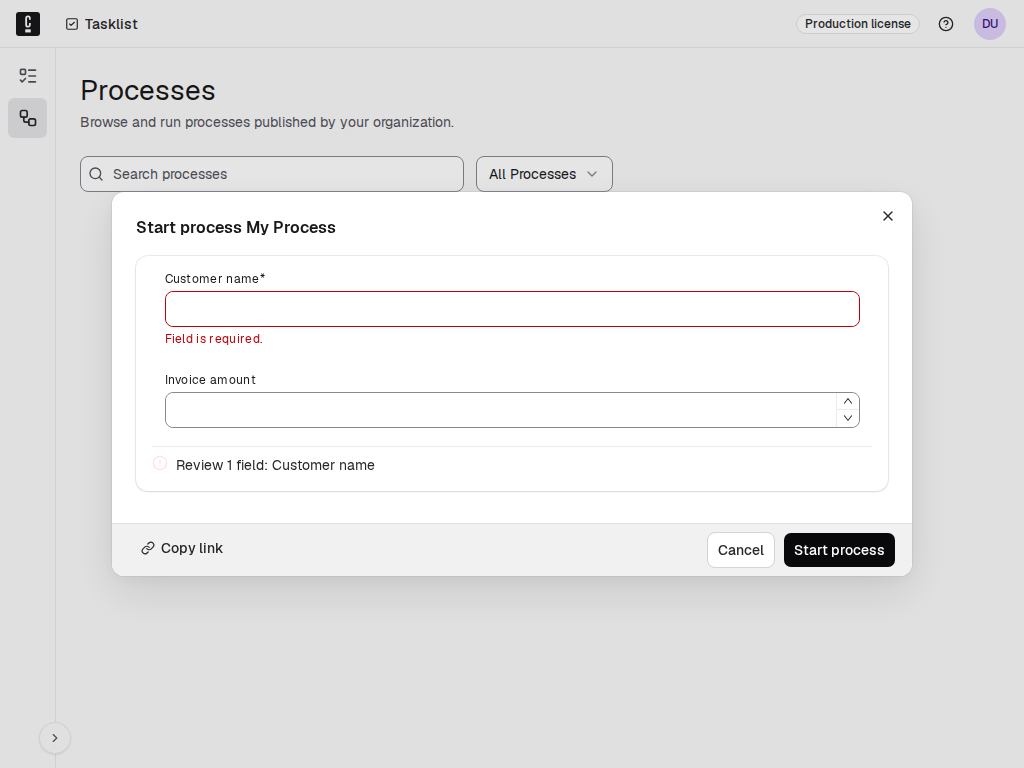 Tasklist
Production license
DU
Processes
Browse and run processes published by your organization.
Search processes
All Processes
Start process My Process
Customer name*
Field is required.
Invoice amount
Review 1 field: Customer name
Copy link
Cancel
Start process